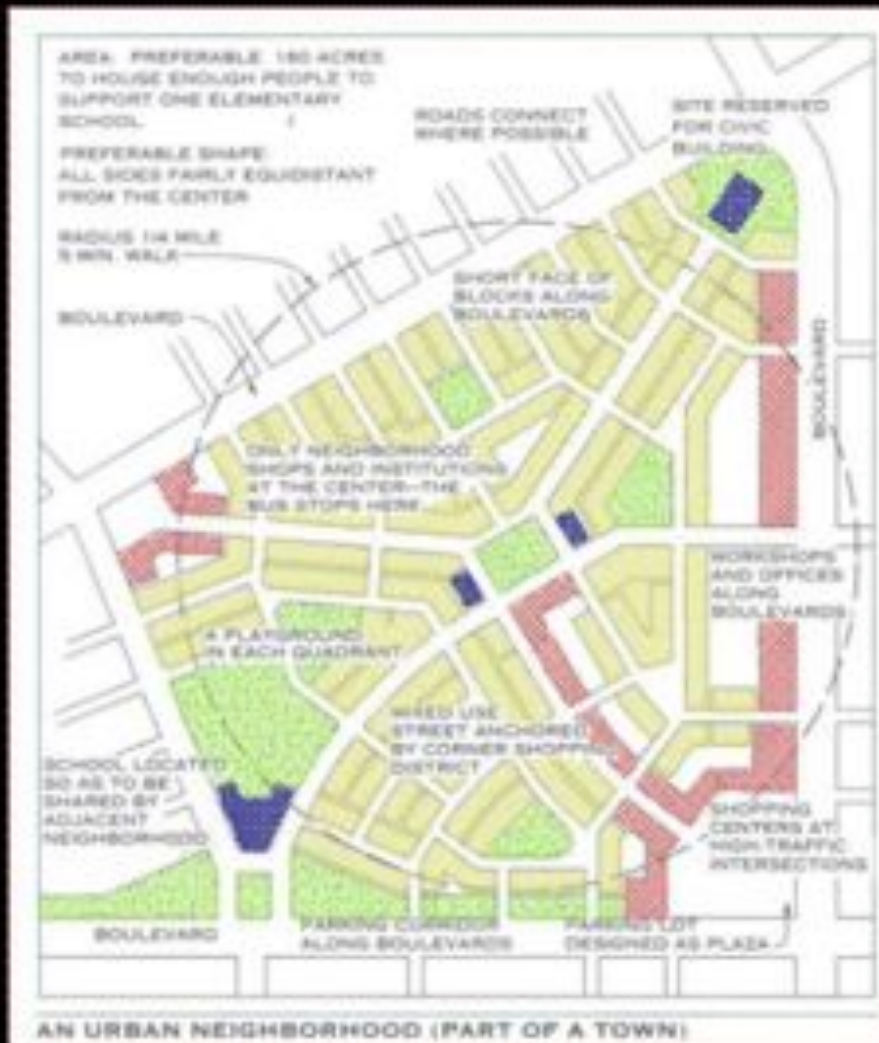 AREA: PREFERABLE 160 ACRES
TO HOUSE ENOUGH PEOPLE TO
SUPPORT ONE ELEMENTARY
SCHOOL
PREFERABLE SHAPE:
ALL SIDES FAIRLY EQUIDISTANT
FROM THE CENTER
RADIUS 1/4 MILE
5 MIN. WALK
BOULEVARD
ROADS CONNECT
WHERE POSSIBLE
SITE RESERVED
FOR CIVIC
BUILDING
SHORT FACE OF
BLOCKS ALONG
BOULEVARDS
BOULEVARD
ONLY NEIGHBORHOOD
SHOPS AND INSTITUTIONS
AT THE CENTER—THE
BUS STOPS HERE
WORKSHOPS
AND OFFICES
ALONG
BOULEVARDS
A PLAYGROUND
IN EACH QUADRANT
MIXED USE
STREET ANCHORED
BY CORNER SHOPPING
DISTRICT
SCHOOL LOCATED
SO AS TO BE
SHARED BY
ADJACENT
NEIGHBORHOOD
SHOPPING
CENTERS AT
HIGH-TRAFFIC
INTERSECTIONS
BOULEVARD
PARKING CORRIDOR
ALONG BOULEVARDS
PARKING LOT
DESIGNED AS PLAZA
AN URBAN NEIGHBORHOOD (PART OF A TOWN)